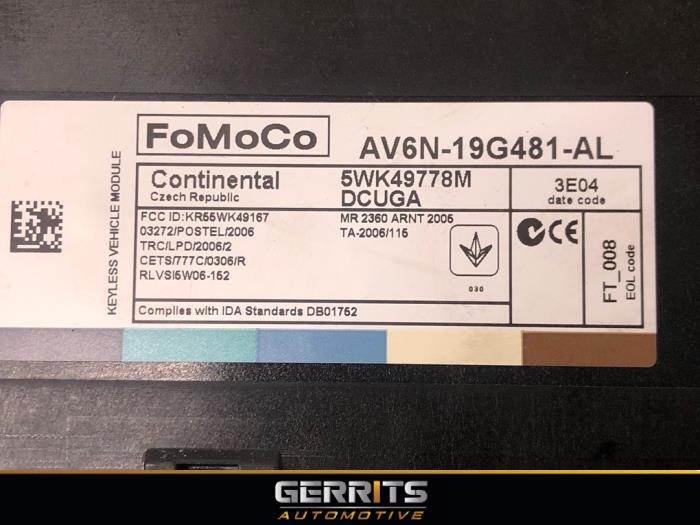 FoMoCo
AV6N-19G481-AL
KEYLESS VEHICLE MODULE
Continental
Czech Republic
5WK49778M
DCUGA
3E04
date code
FCC ID:KR55WK49167
03272/POSTEL/2006
TRC/LPD/2006/2
CETS/777C/0306/R
RLVSI5W06-152
MR 2360 ARNT 2005
TA-2006/115
030
CE
FT_008
EOL code
Complies with IDA Standards DB01752
GERRITS
AUTOMOTIVE